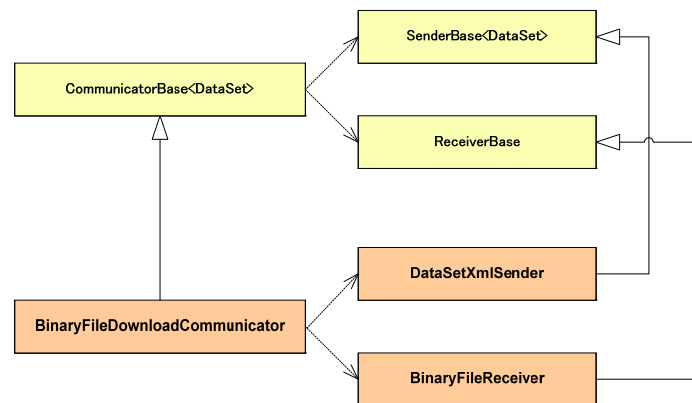 SenderBase<DataSet>
CommunicatorBase<DataSet>
ReceiverBase
DataSetXmlSender
BinaryFileDownloadCommunicator
BinaryFileReceiver